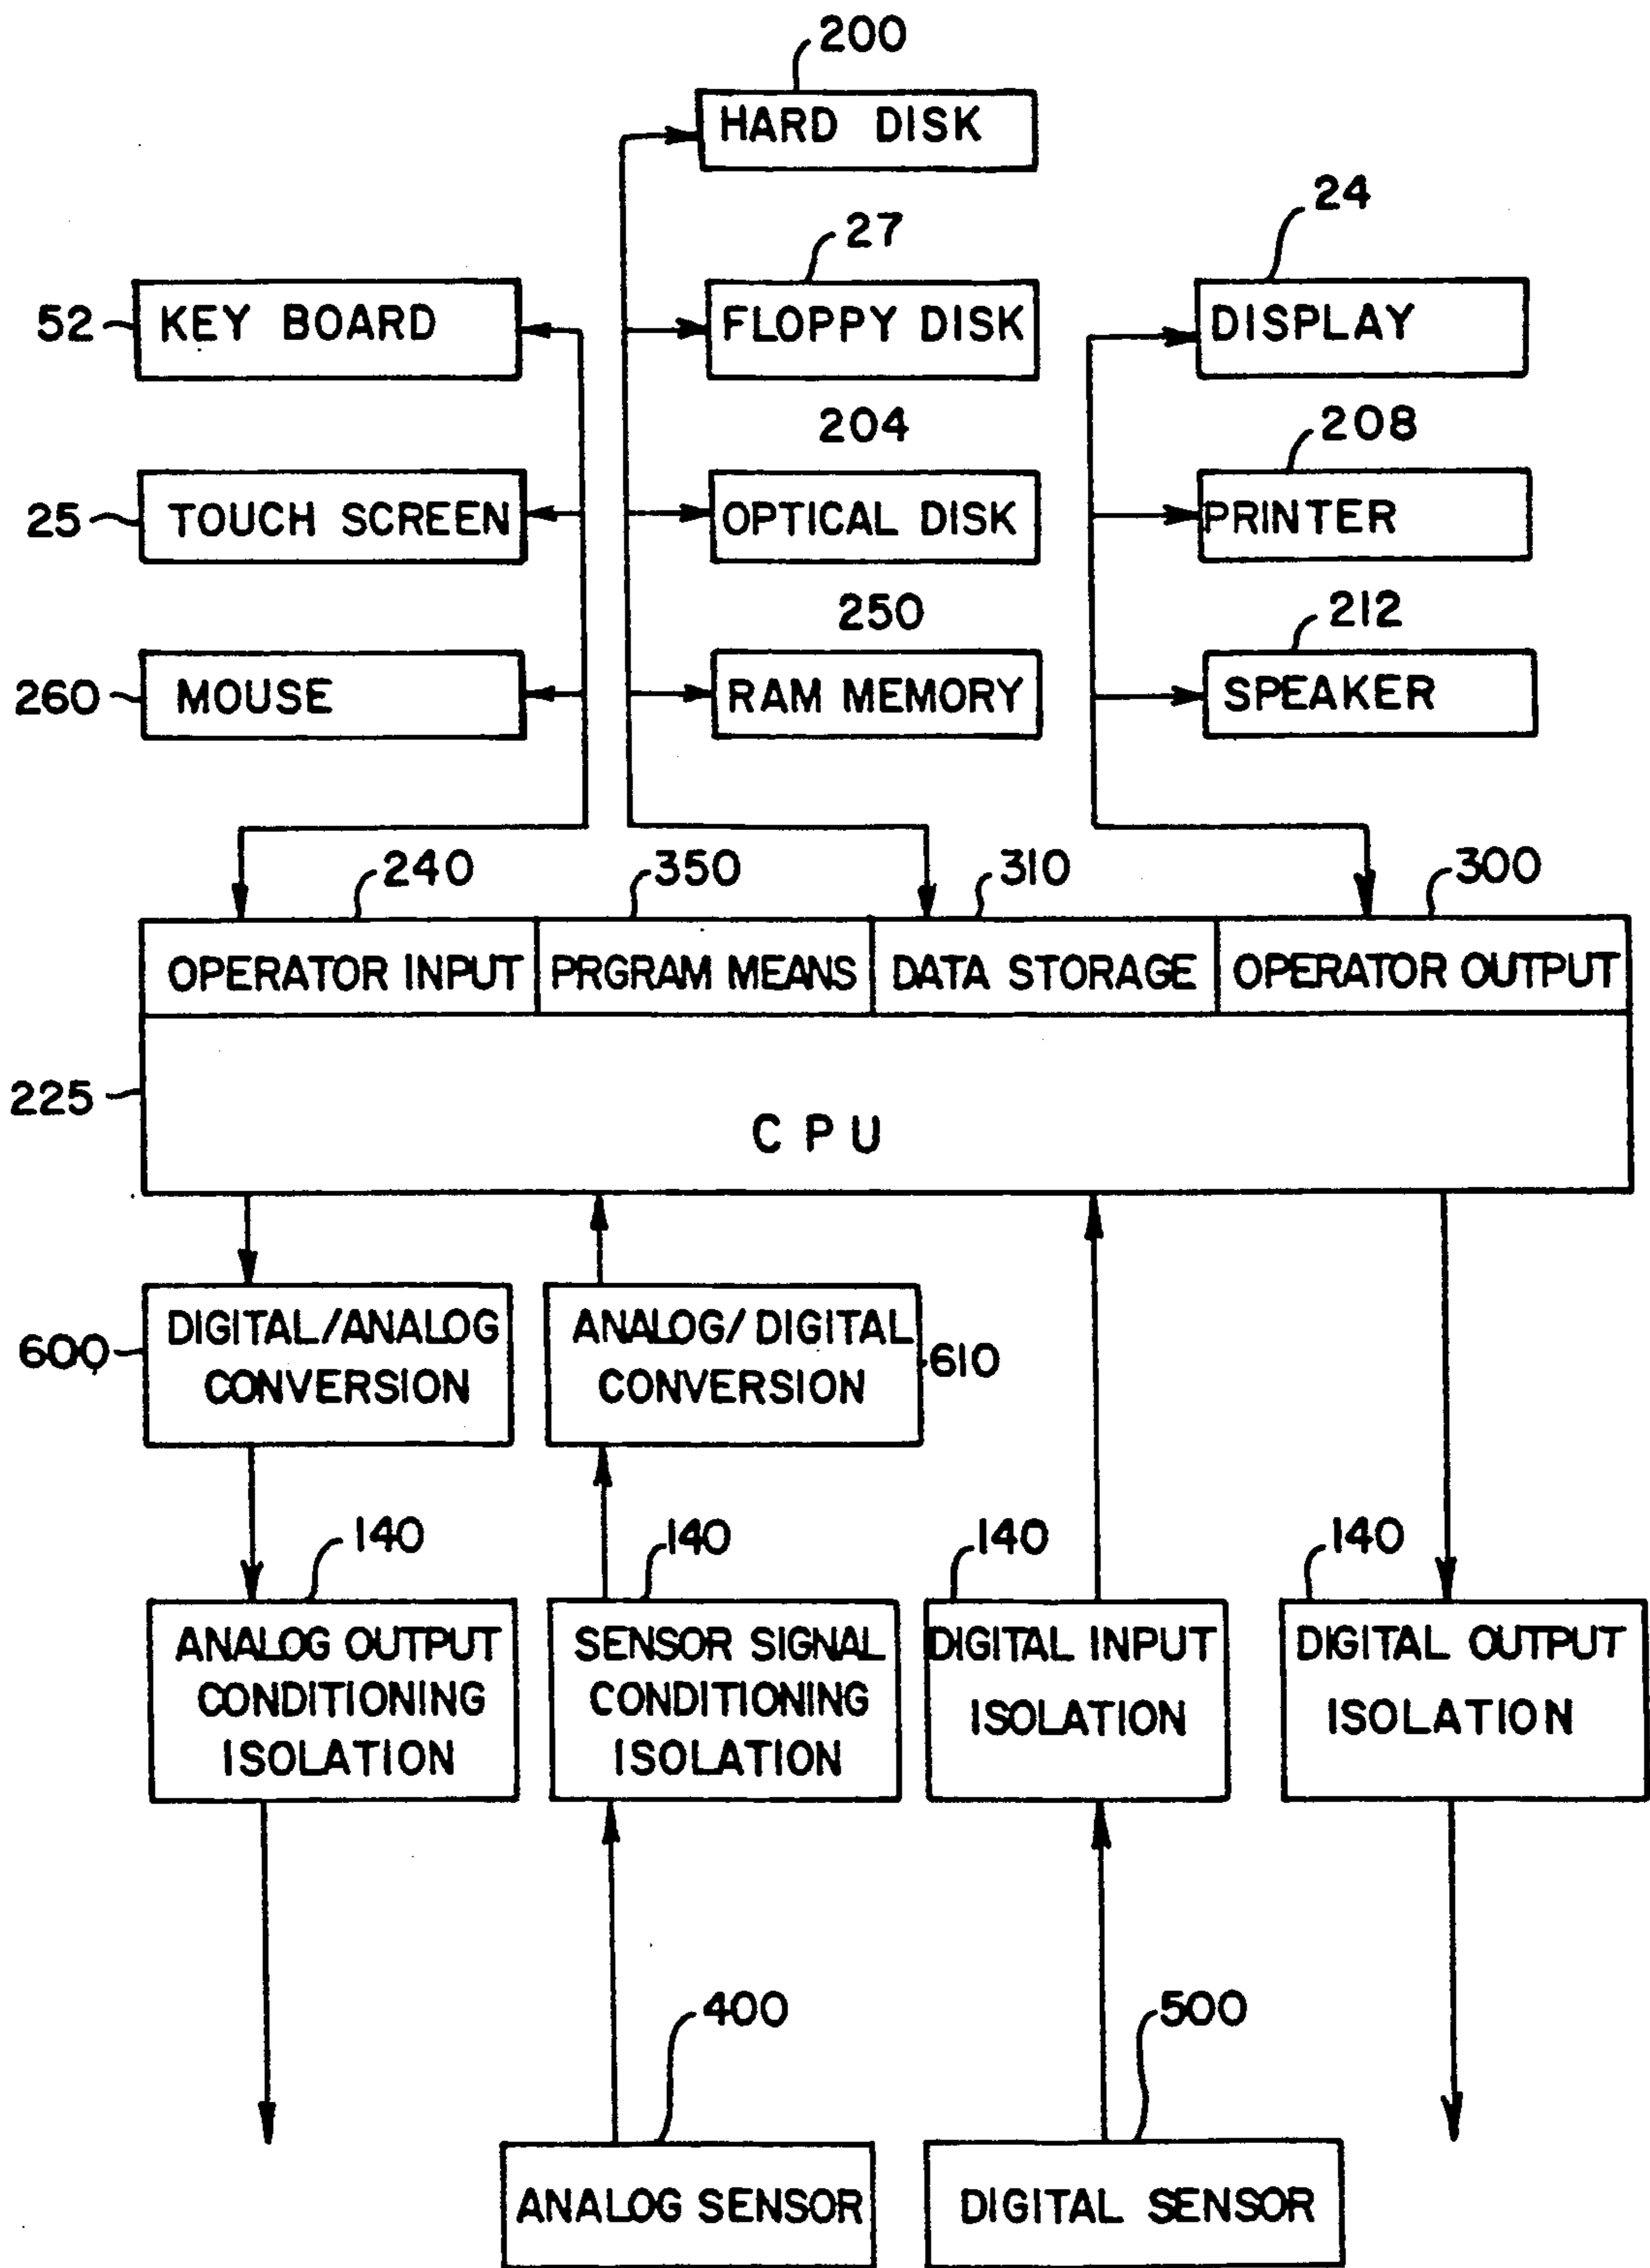 200
HARD DISK
27
24
52
KEY BOARD
FLOPPY DISK
DISPLAY
204
208
25
TOUCH SCREEN
OPTICAL DISK
PRINTER
250
212
260
MOUSE
RAM MEMORY
SPEAKER
240
350
310
300
OPERATOR INPUT
PRGRAM MEANS
DATA STORAGE
OPERATOR OUTPUT
225
CPU
600
DIGITAL/ANALOG
CONVERSION
ANALOG/DIGITAL
CONVERSION
610
140
140
140
140
ANALOG OUTPUT
CONDITIONING
ISOLATION
SENSOR SIGNAL
CONDITIONING
ISOLATION
DIGITAL INPUT
ISOLATION
DIGITAL OUTPUT
ISOLATION
400
500
ANALOG SENSOR
DIGITAL SENSOR